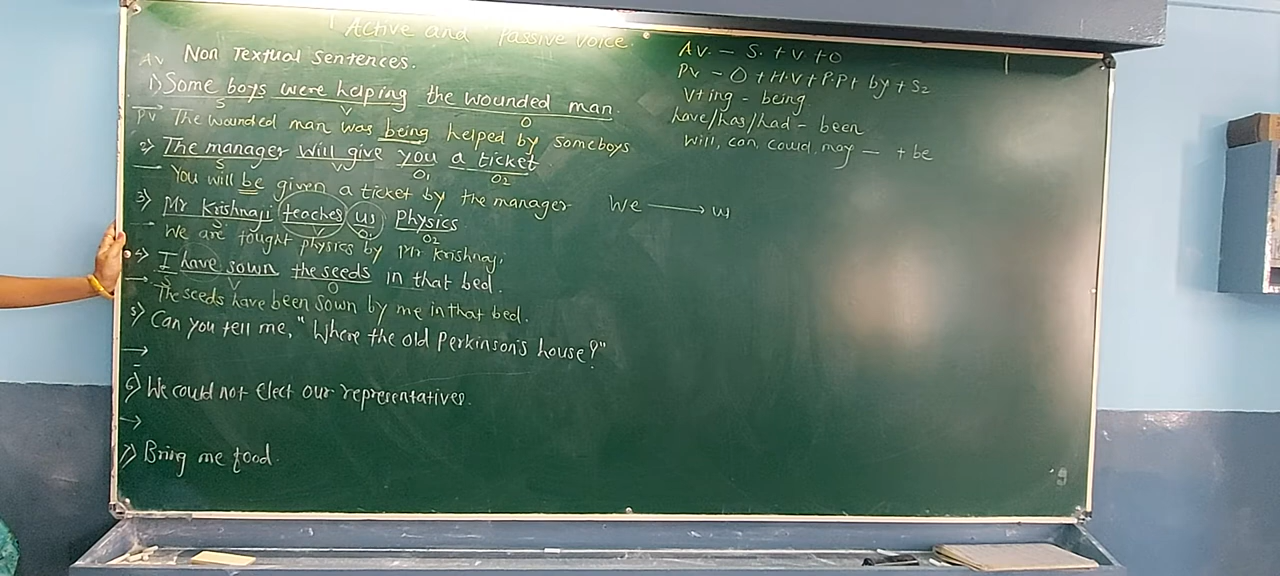 Active and Passive Voice.
Av Non Textual Sentences.
1) Some boys were helping the wounded man.
S V O
PV The wounded man was being helped by someboys
2) The manager will give you a ticket.
S V O1 O2
You will be given a ticket by the manager
3) Mr Krishnaji teaches us Physics
S V O1 O2
We are tought physics by Mr Krishnaji
4) I have sown the seeds in that bed.
S V O
The seeds have been sown by me in that bed.
5) Can you tell me, "Where the old Perkinson's house?"
6) We could not Elect our representatives.
7) Bring me food.
Av. - S. + V. + O
PV - O + H.V + P.P + by + S2
V+ing - being
have/has/had - been
Will, can, could, may - + be
We → us